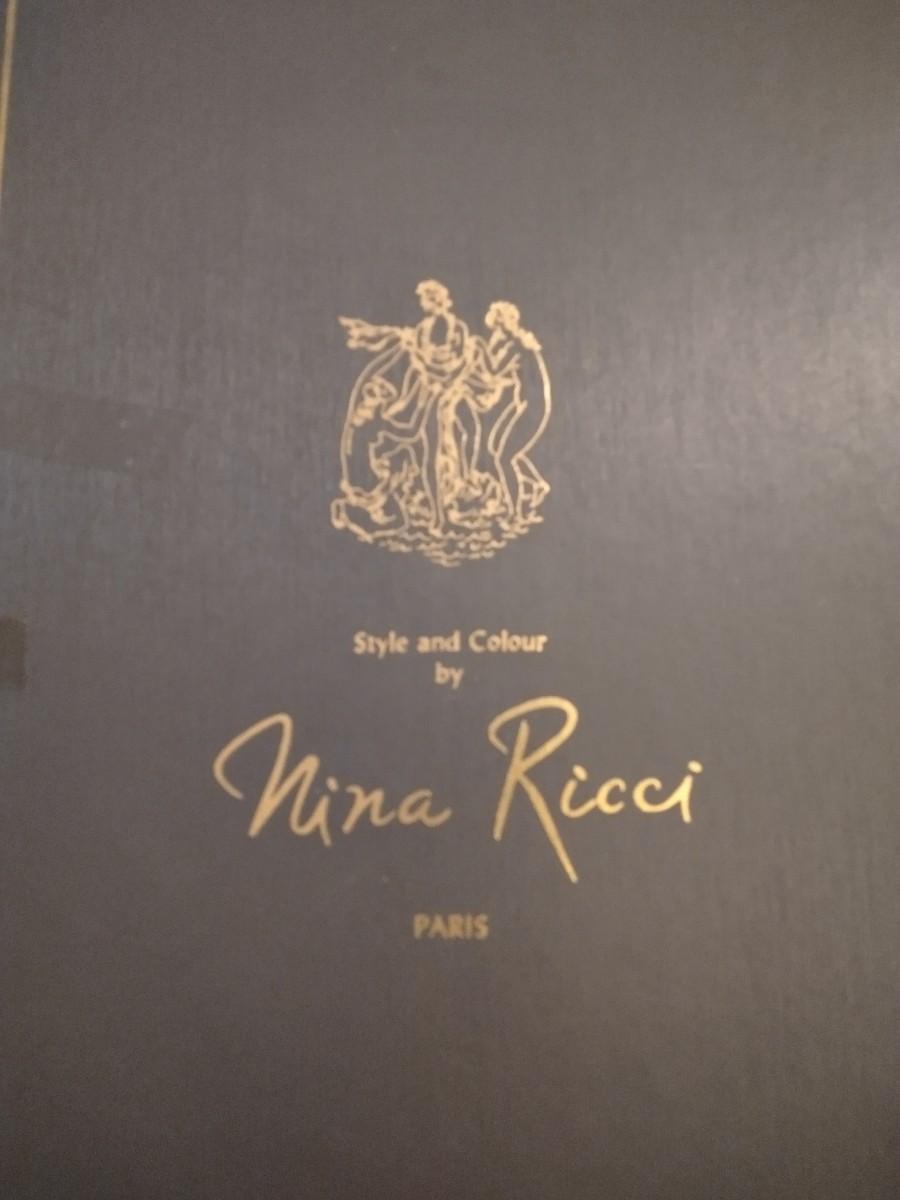 Style and Colour
by
Nina Ricci
PARIS